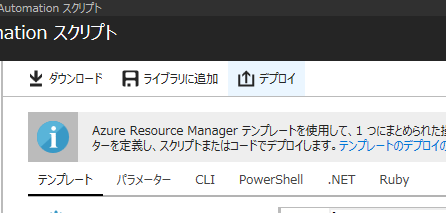 Automation スクリプト
mation スクリプト
ダウンロード ライブラリに追加 デプロイ
Azure Resource Manager テンプレートを使用して、1 つにまとめられた
ターを定義し、スクリプトまたはコードでデプロイします。テンプレートのデプロイの
テンプレート パラメーター CLI PowerShell .NET Ruby